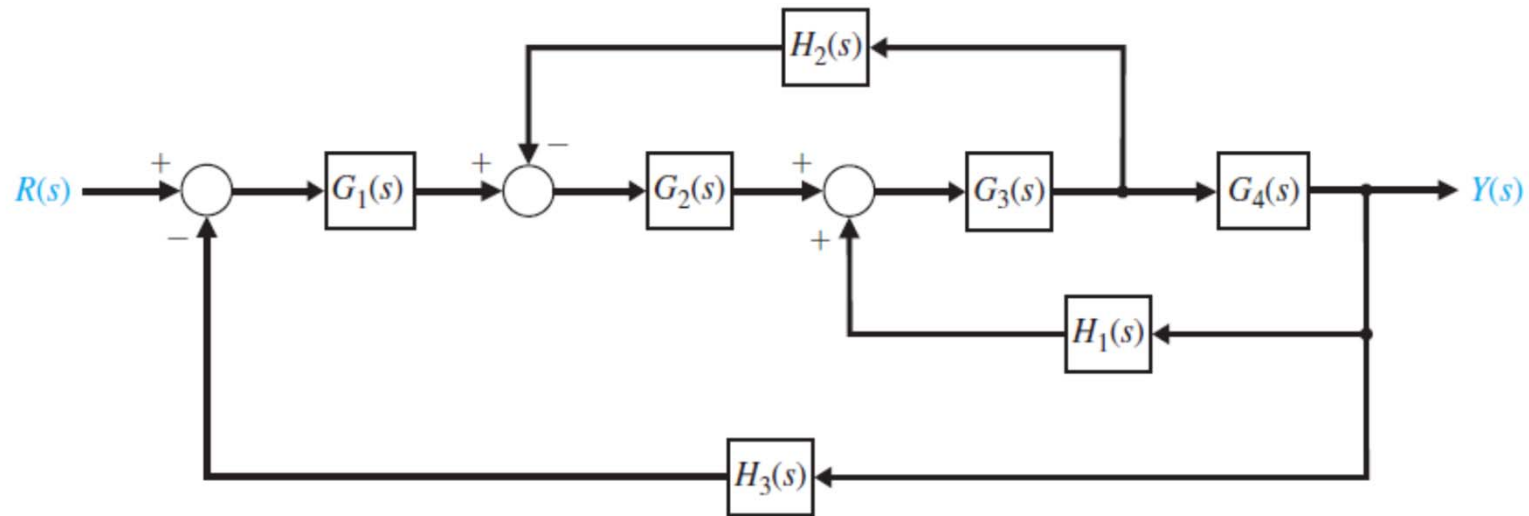 H₂(s)
R(s) + G₁(s) + − G₂(s) + G₃(s) G₄(s) Y(s)
− +
H₁(s)
H₃(s)